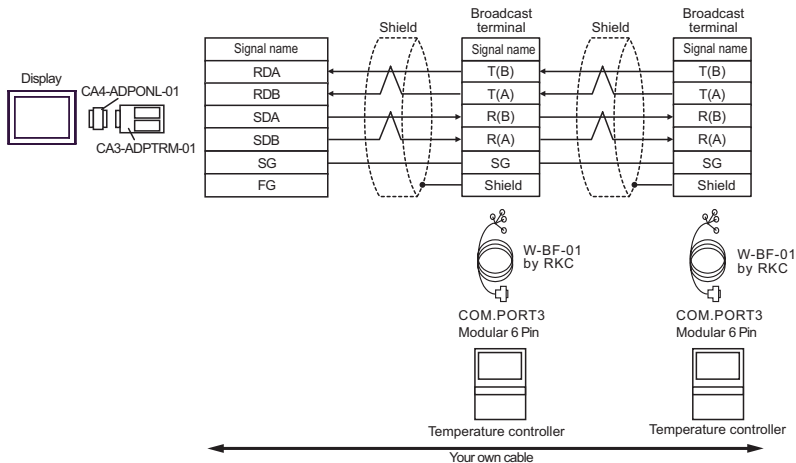 Display
CA4-ADPONL-01
CA3-ADPTRM-01
Signal name
RDA
RDB
SDA
SDB
SG
FG
Shield
Broadcast
terminal
Signal name
T(B)
T(A)
R(B)
R(A)
SG
Shield
Shield
Broadcast
terminal
Signal name
T(B)
T(A)
R(B)
R(A)
SG
Shield
W-BF-01
by RKC
COM.PORT3
Modular 6 Pin
Temperature controller
W-BF-01
by RKC
COM.PORT3
Modular 6 Pin
Temperature controller
Your own cable